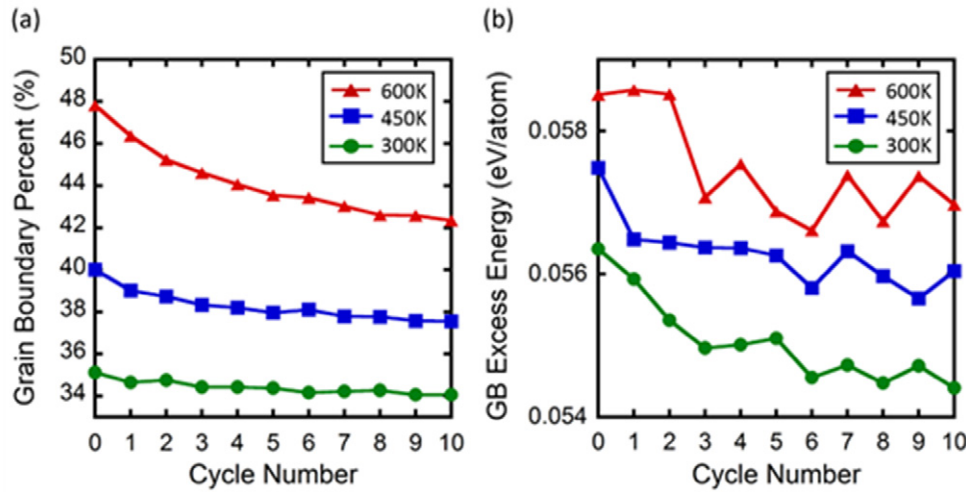 (a)
Grain Boundary Percent (%)
50
48
46
44
42
40
38
36
34
600K
450K
300K
0 1 2 3 4 5 6 7 8 9 10
Cycle Number
(b)
GB Excess Energy (eV/atom)
0.058
0.056
0.054
600K
450K
300K
0 1 2 3 4 5 6 7 8 9 10
Cycle Number